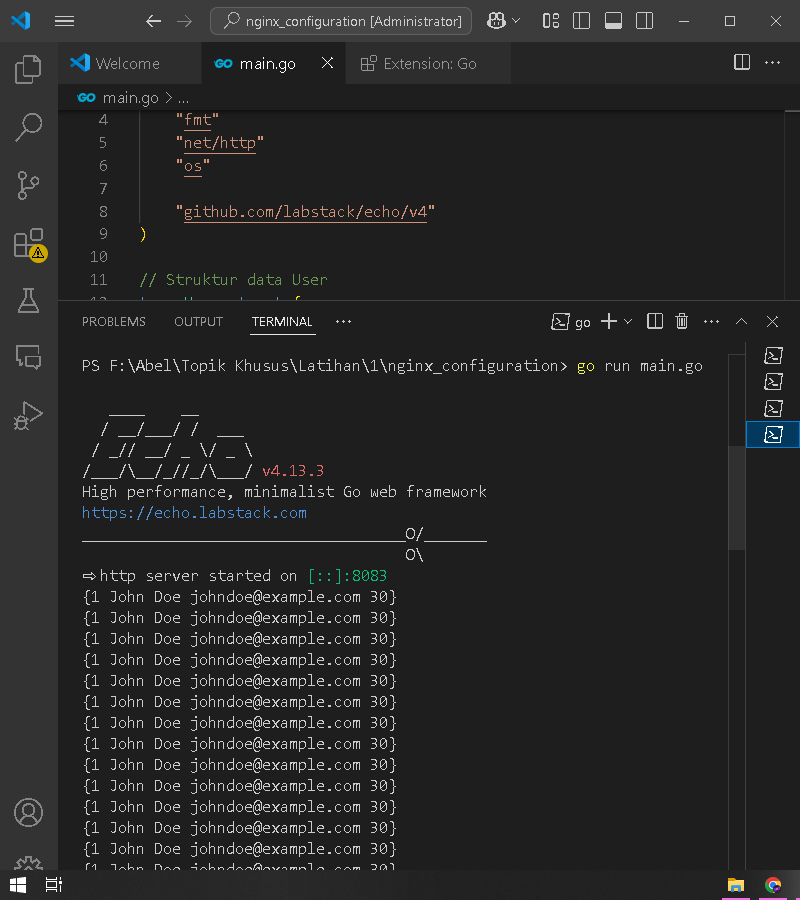 nginx_configuration [Administrator]
Welcome
main.go
Extension: Go
main.go > ...
4 "fmt"
5 "net/http"
6 "os"
7
8 "github.com/labstack/echo/v4"
9 )
10
11 // Struktur data User
PROBLEMS OUTPUT TERMINAL ...
go
PS F:\Abel\Topik Khusus\Latihan\1\nginx_configuration> go run main.go
   ____    __
  / __/___/ /  ___
 / _// __/ _ \/ _ \
/___/\__/_//_/\___/ v4.13.3
High performance, minimalist Go web framework
https://echo.labstack.com
____________________________________O/_______
                                    O\
⇨ http server started on [::]:8083
{1 John Doe johndoe@example.com 30}
{1 John Doe johndoe@example.com 30}
{1 John Doe johndoe@example.com 30}
{1 John Doe johndoe@example.com 30}
{1 John Doe johndoe@example.com 30}
{1 John Doe johndoe@example.com 30}
{1 John Doe johndoe@example.com 30}
{1 John Doe johndoe@example.com 30}
{1 John Doe johndoe@example.com 30}
{1 John Doe johndoe@example.com 30}
{1 John Doe johndoe@example.com 30}
{1 John Doe johndoe@example.com 30}
{1 John Doe johndoe@example.com 30}
{1 John Doe johndoe@example.com 30}